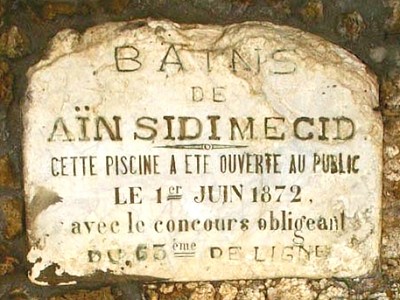 BAINS
DE
AÏN SIDI MECID
CETTE PISCINE A ETE OUVERTE AU PUBLIC
LE 1er JUIN 1872,
avec le concours obligeant
DU 63ème DE LIGNE